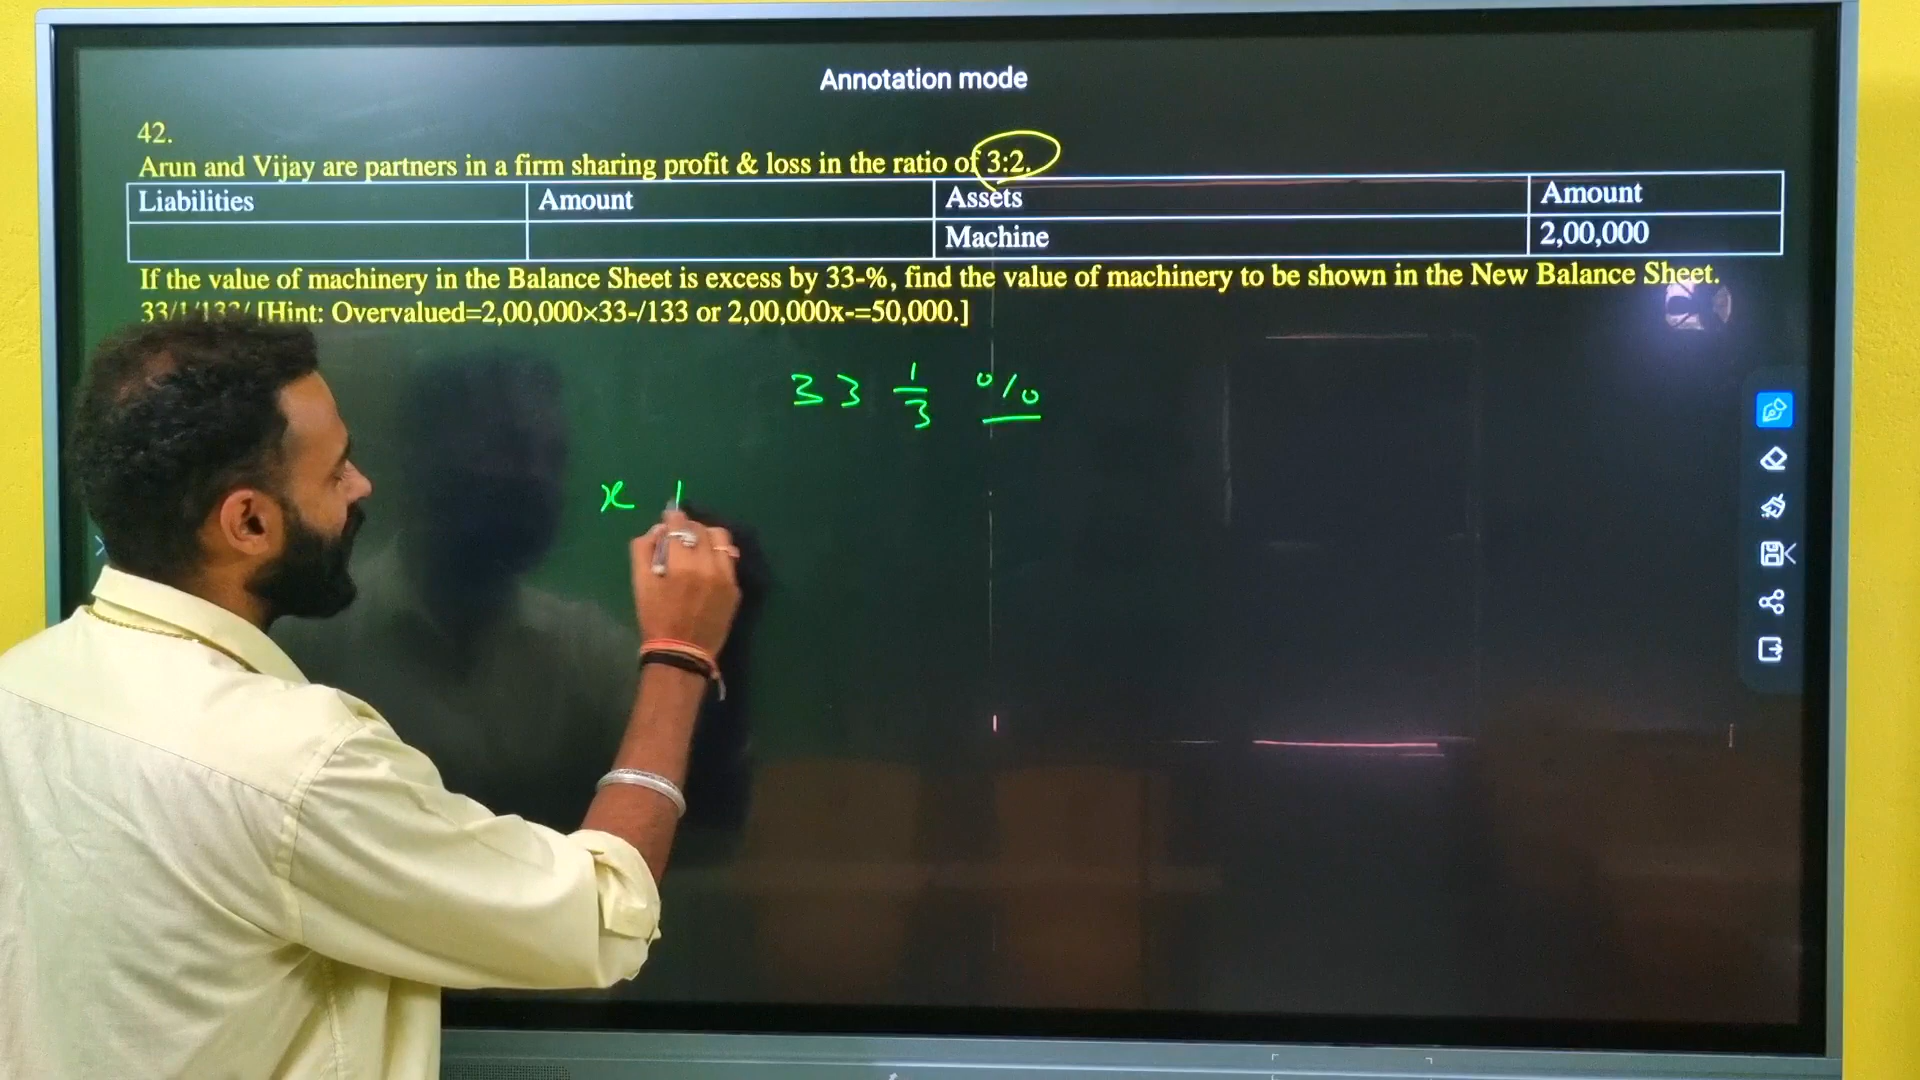 Annotation mode
42.
Arun and Vijay are partners in a firm sharing profit & loss in the ratio of 3:2.
Liabilities Amount Assets Amount
Machine 2,00,000
If the value of machinery in the Balance Sheet is excess by 33-%, find the value of machinery to be shown in the New Balance Sheet.
[Hint: Overvalued=2,00,000×33-/133 or 2,00,000x-=50,000.]
33 1/3 %
x